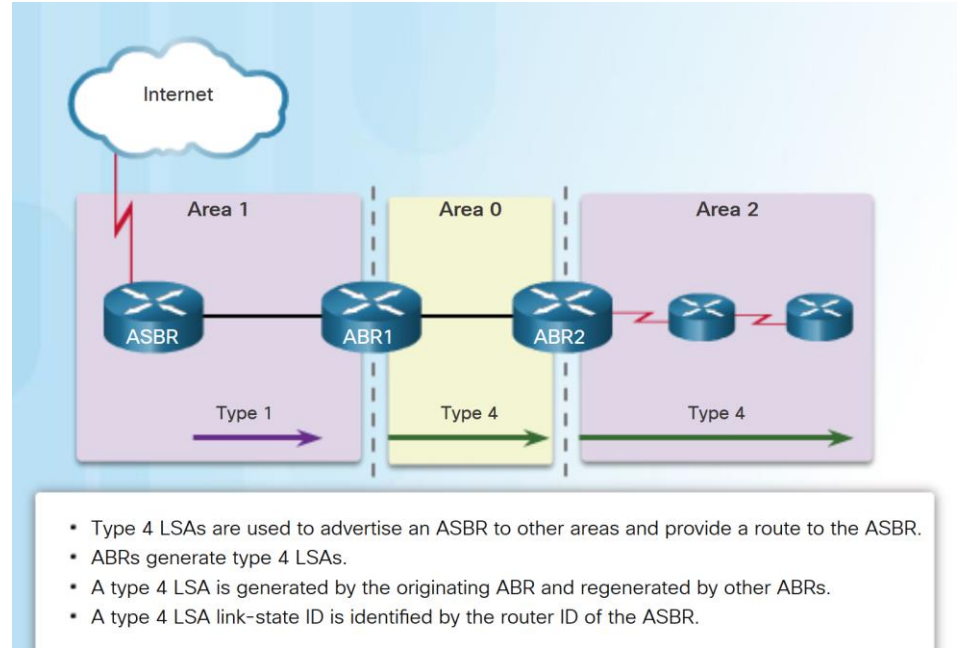 Internet
Area 1
Area 0
Area 2
ASBR
ABR1
ABR2
Type 1
Type 4
Type 4
• Type 4 LSAs are used to advertise an ASBR to other areas and provide a route to the ASBR.
• ABRs generate type 4 LSAs.
• A type 4 LSA is generated by the originating ABR and regenerated by other ABRs.
• A type 4 LSA link-state ID is identified by the router ID of the ASBR.